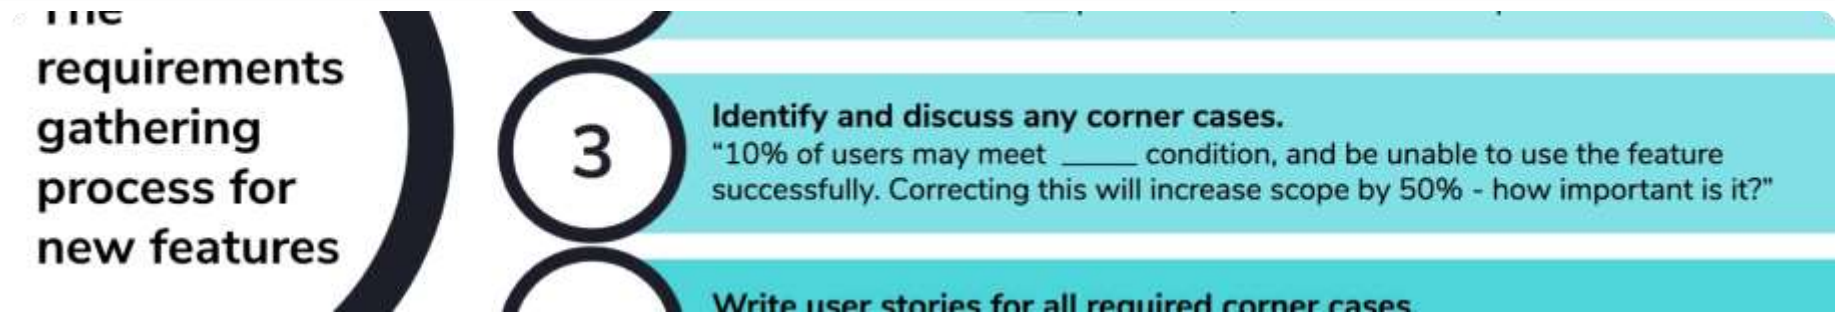 The
requirements
gathering
process for
new features
3
Identify and discuss any corner cases.
“10% of users may meet _____ condition, and be unable to use the feature
successfully. Correcting this will increase scope by 50% - how important is it?”
Write user stories for all required corner cases.